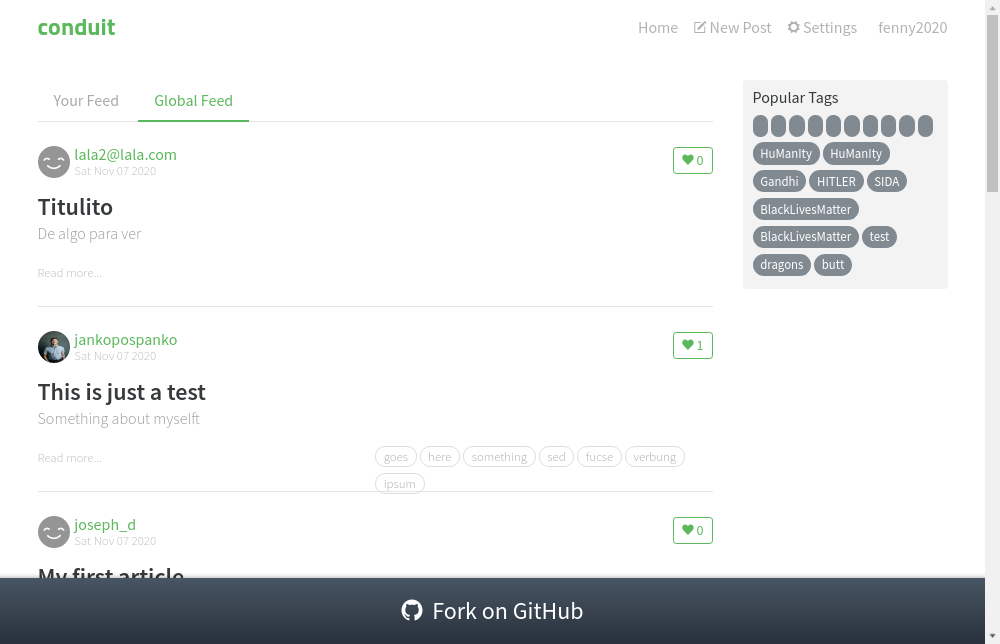 conduit
Home New Post Settings fenny2020
Your Feed Global Feed
lala2@lala.com
Sat Nov 07 2020
0
Titulito
De algo para ver
Read more...
jankopospanko
Sat Nov 07 2020
1
This is just a test
Something about myselft
Read more...
goes here something sed fucse verbung
ipsum
joseph_d
Sat Nov 07 2020
0
My first article
Popular Tags
HuManIty HuManIty
Gandhi HITLER SIDA
BlackLivesMatter
BlackLivesMatter test
dragons butt
Fork on GitHub